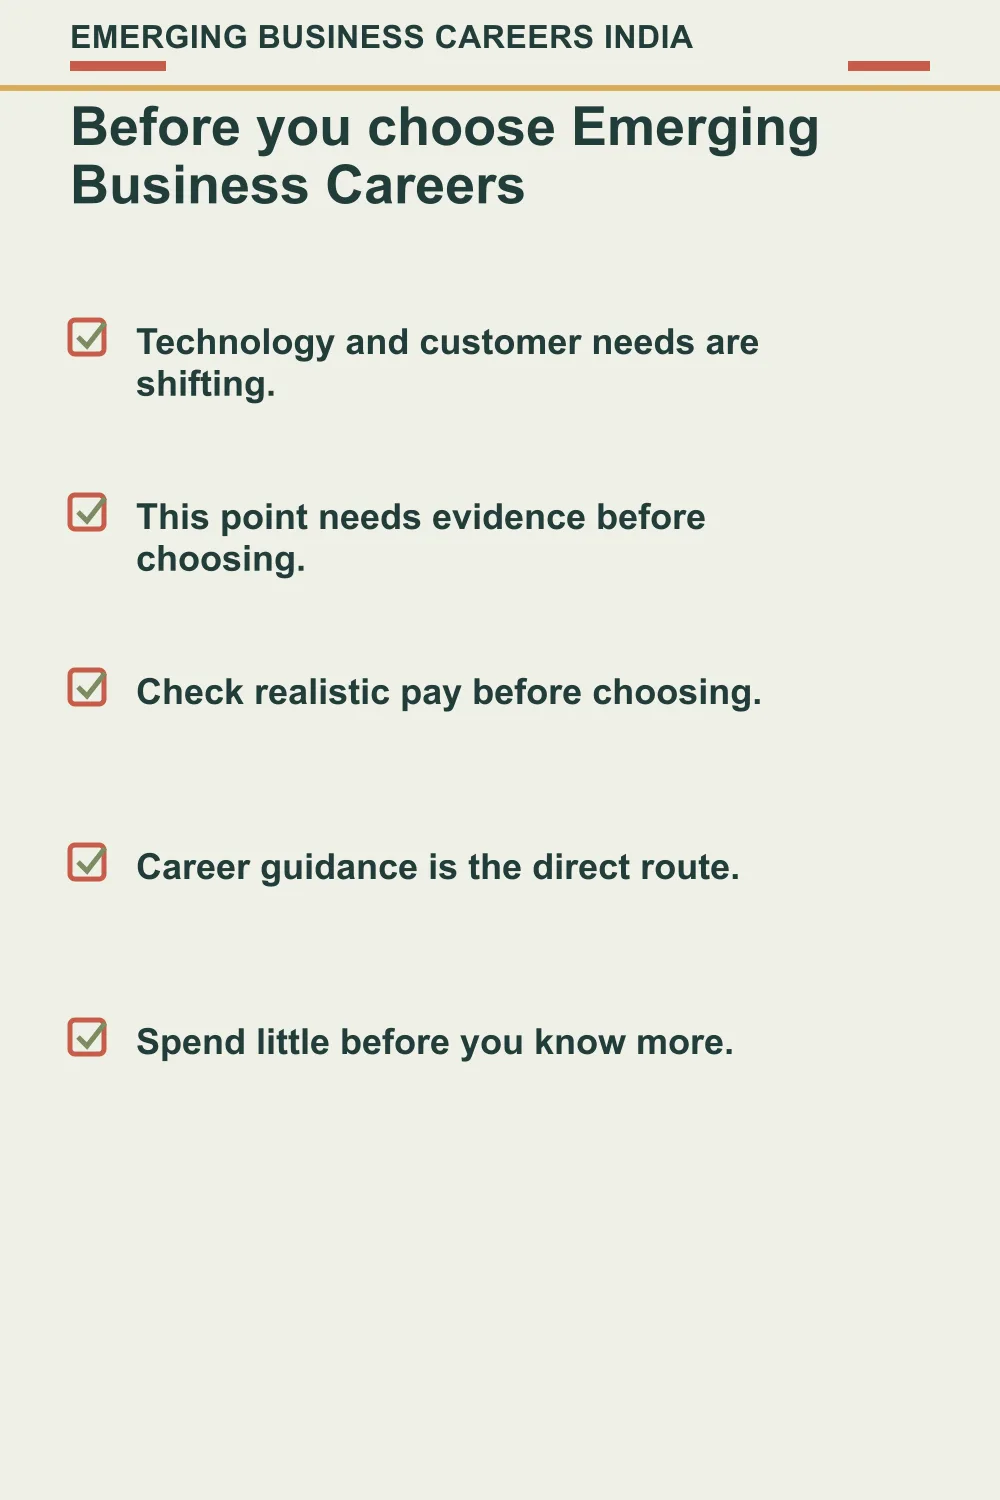 EMERGING BUSINESS CAREERS INDIA
Before you choose Emerging
Business Careers
Technology and customer needs are
shifting.
This point needs evidence before
choosing.
Check realistic pay before choosing.
Career guidance is the direct route.
Spend little before you know more.